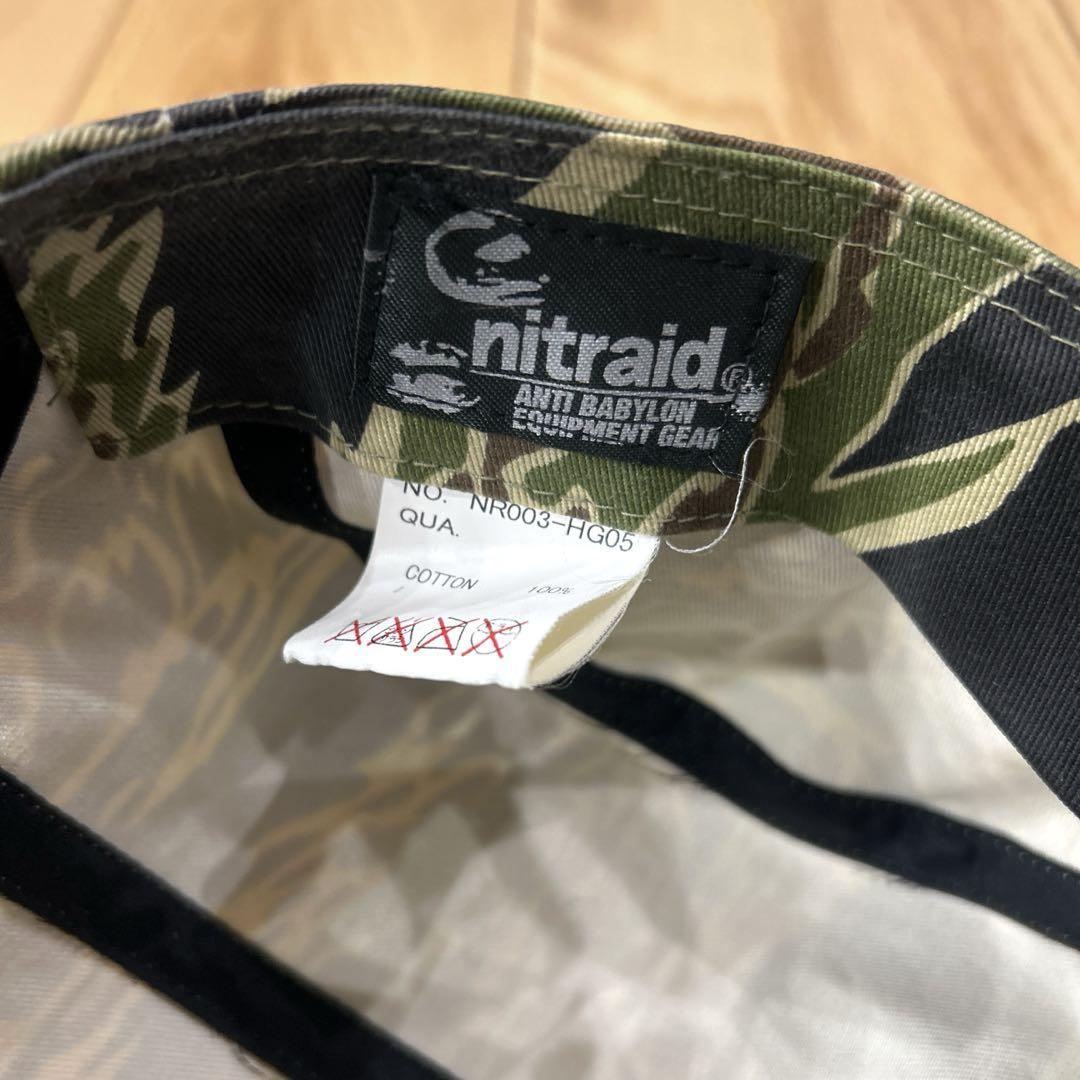 nitraid®
ANTI BABYLON
EQUIPMENT GEAR
NO. NR003-HG05
QUA.
COTTON 100%